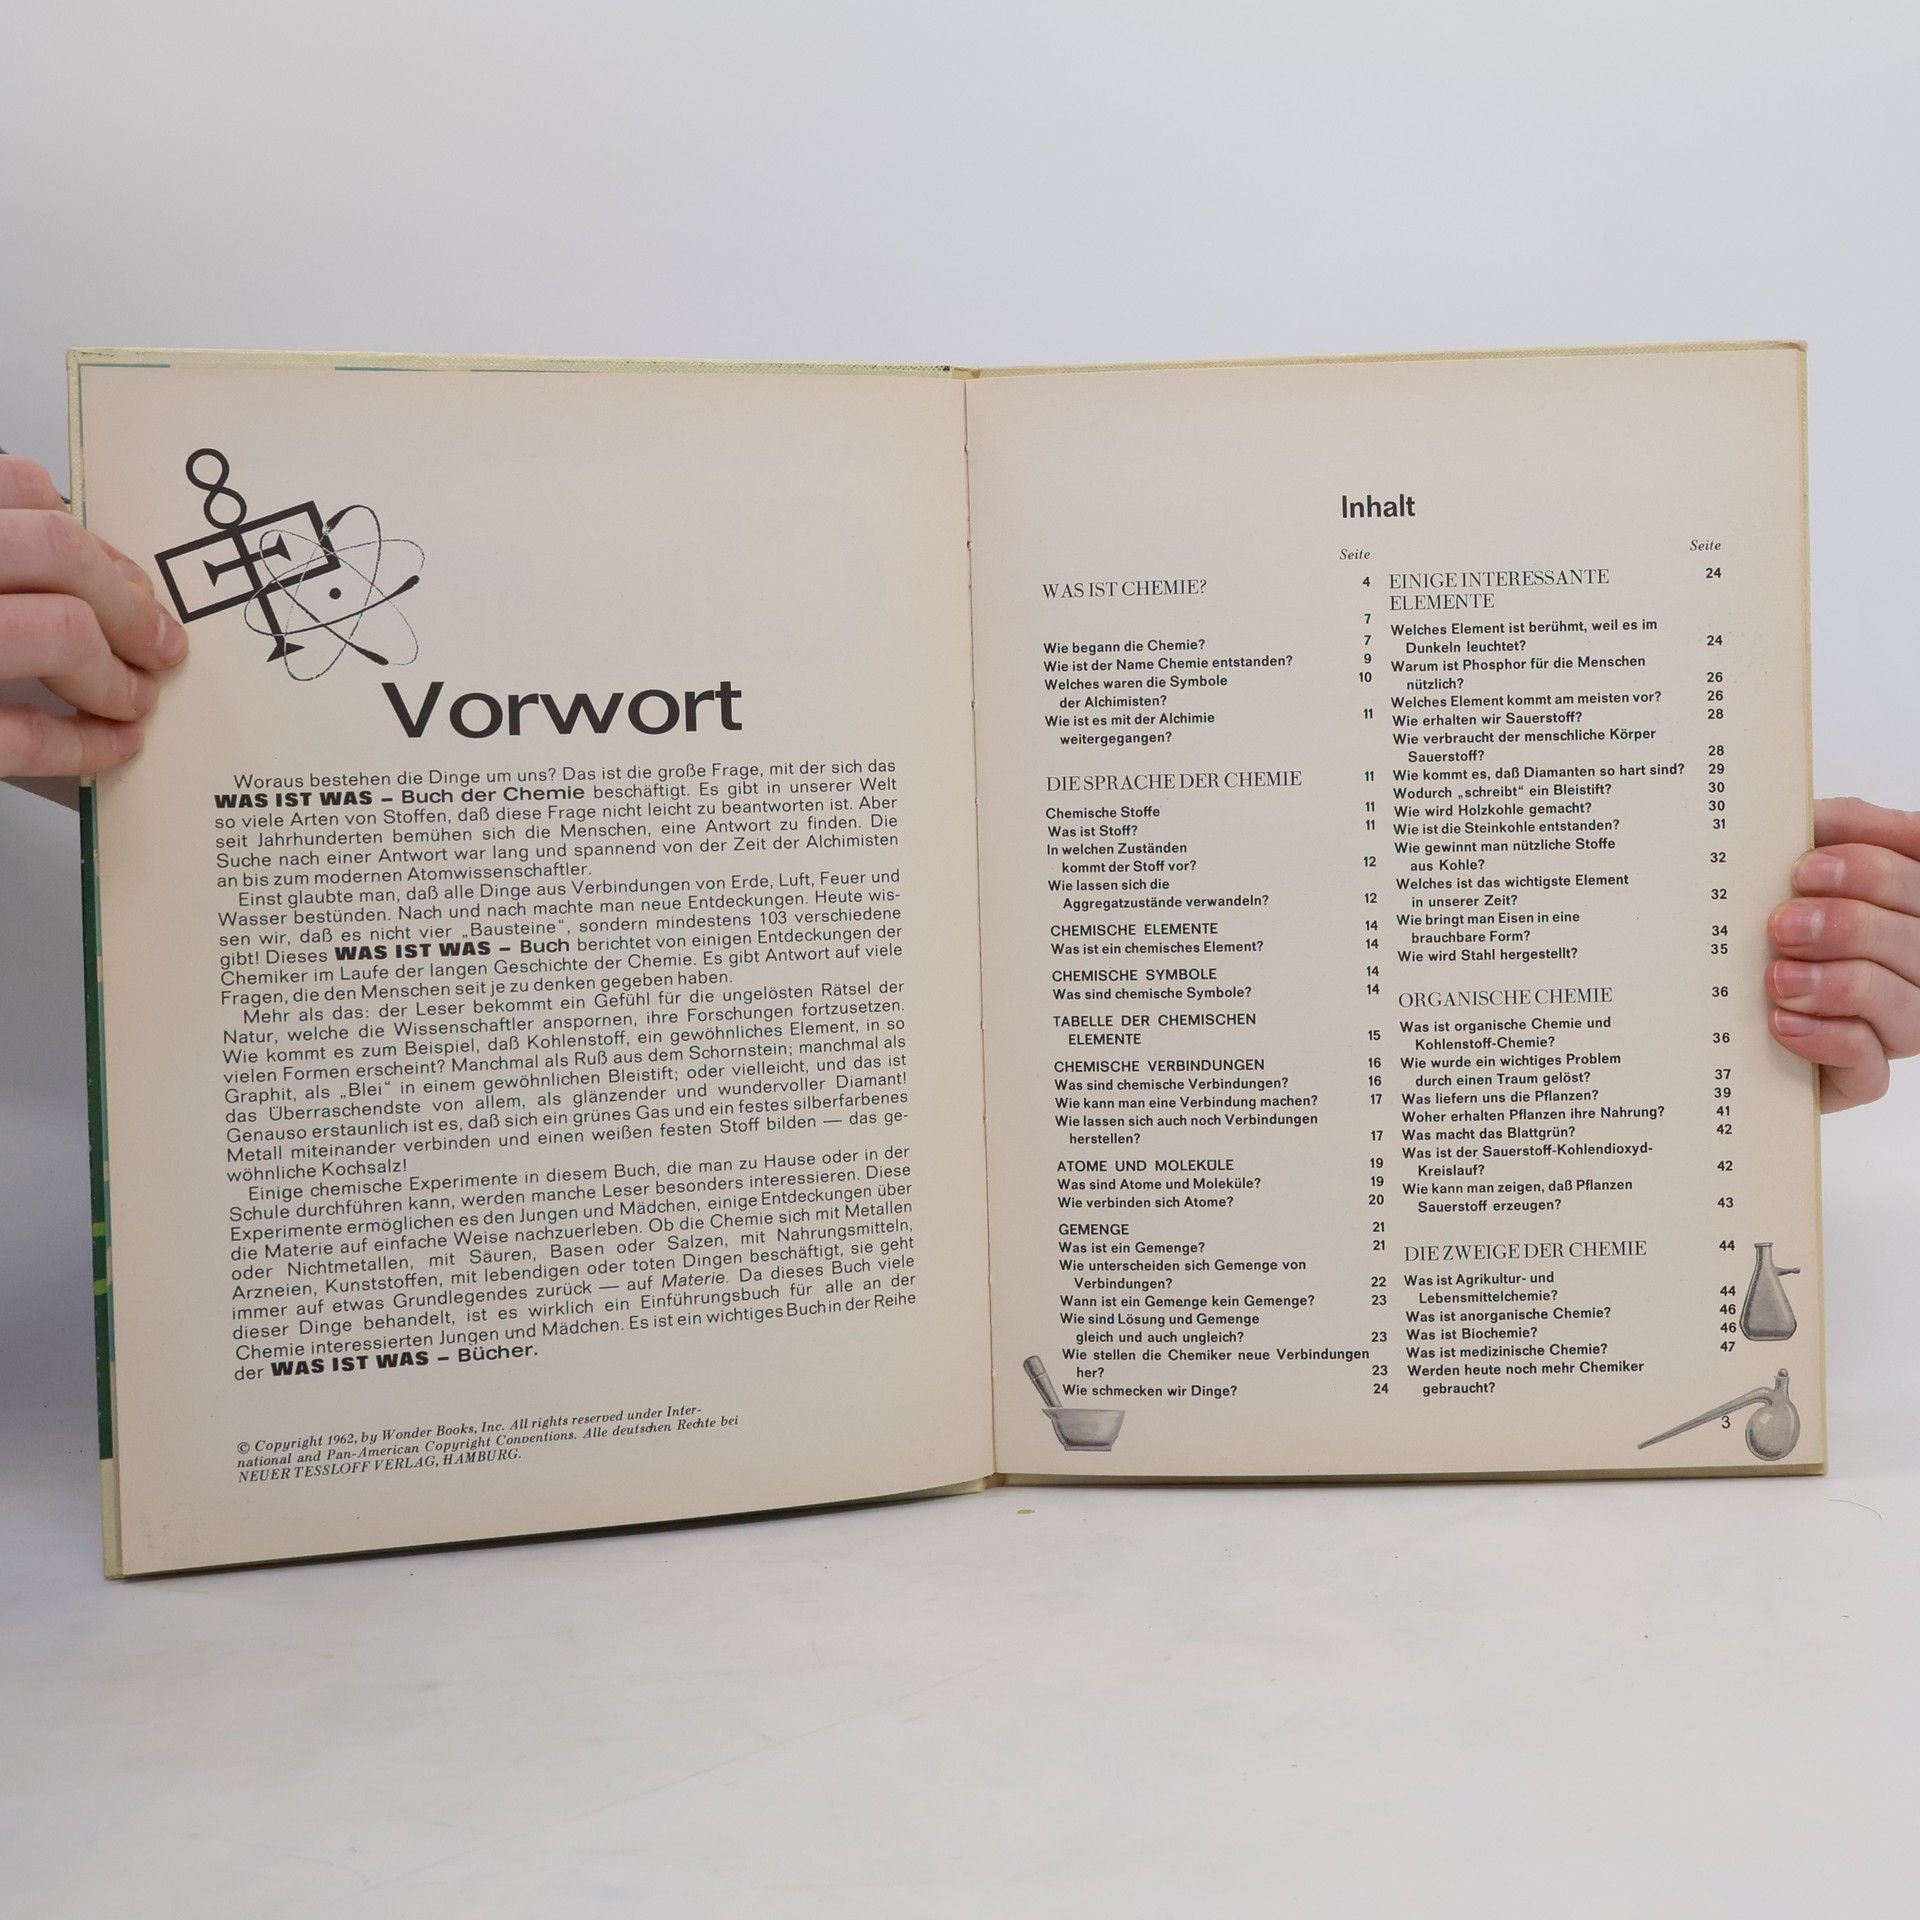 Vorwort
Woraus bestehen die Dinge um uns? Das ist die große Frage, mit der sich das
WAS IST WAS – Buch der Chemie beschäftigt. Es gibt in unserer Welt
so viele Arten von Stoffen, daß diese Frage nicht leicht zu beantworten ist. Aber
seit Jahrhunderten bemühen sich die Menschen, eine Antwort zu finden. Die
Suche nach einer Antwort war lang und spannend von der Zeit der Alchimisten
an bis zum modernen Atomwissenschaftler.
Einst glaubte man, daß alle Dinge aus Verbindungen von Erde, Luft, Feuer und
Wasser bestünden. Nach und nach machte man neue Entdeckungen. Heute wis-
sen wir, daß es nicht vier „Bausteine“, sondern mindestens 103 verschiedene
gibt! Dieses WAS IST WAS – Buch berichtet von einigen Entdeckungen der
Chemiker im Laufe der langen Geschichte der Chemie. Es gibt Antwort auf viele
Fragen, die den Menschen seit je zu denken gegeben haben.
Mehr als das: der Leser bekommt ein Gefühl für die ungelösten Rätsel der
Natur, welche die Wissenschaftler anspornen, ihre Forschungen fortzusetzen.
Wie kommt es zum Beispiel, daß Kohlenstoff, ein gewöhnliches Element, in so
vielen Formen erscheint? Manchmal als Ruß aus dem Schornstein; manchmal als
Graphit, als „Blei“ in einem gewöhnlichen Bleistift; oder vielleicht, und das ist
das Überraschendste von allem, als glänzender und wundervoller Diamant!
Genauso erstaunlich ist es, daß sich ein grünes Gas und ein festes silberfarbenes
Metall miteinander verbinden und einen weißen festen Stoff bilden — das ge-
wöhnliche Kochsalz!
Einige chemische Experimente in diesem Buch, die man zu Hause oder in der
Schule durchführen kann, werden manche Leser besonders interessieren. Diese
Experimente ermöglichen es den Jungen und Mädchen, einige Entdeckungen über
die Materie auf einfache Weise nachzuerleben. Ob die Chemie sich mit Metallen
oder Nichtmetallen, mit Säuren, Basen oder Salzen, mit Nahrungsmitteln,
Arzneien, Kunststoffen, mit lebendigen oder toten Dingen beschäftigt, sie geht
immer auf etwas Grundlegendes zurück — auf Materie. Da dieses Buch viele
dieser Dinge behandelt, ist es wirklich ein Einführungsbuch für alle an der
Chemie interessierten Jungen und Mädchen. Es ist ein wichtiges Buch in der Reihe
der WAS IST WAS – Bücher.
© Copyright 1962, by Wonder Books, Inc. All rights reserved under Inter-
national and Pan-American Copyright Conventions. Alle deutschen Rechte bei
NEUER TESSLOFF VERLAG, HAMBURG.
Inhalt
Seite
WAS IST CHEMIE? 4
7
Wie begann die Chemie? 7
Wie ist der Name Chemie entstanden? 9
Welches waren die Symbole 10
der Alchimisten?
Wie ist es mit der Alchimie 11
weitergegangen?
DIE SPRACHE DER CHEMIE 11
Chemische Stoffe 11
Was ist Stoff? 11
In welchen Zuständen
kommt der Stoff vor? 12
Wie lassen sich die
Aggregatzustände verwandeln? 12
CHEMISCHE ELEMENTE 14
Was ist ein chemisches Element? 14
CHEMISCHE SYMBOLE 14
Was sind chemische Symbole? 14
TABELLE DER CHEMISCHEN
ELEMENTE 15
CHEMISCHE VERBINDUNGEN 16
Was sind chemische Verbindungen? 16
Wie kann man eine Verbindung machen? 17
Wie lassen sich auch noch Verbindungen
herstellen? 17
ATOME UND MOLEKÜLE 19
Was sind Atome und Moleküle? 19
Wie verbinden sich Atome? 20
GEMENGE 21
Was ist ein Gemenge? 21
Wie unterscheiden sich Gemenge von
Verbindungen? 22
Wann ist ein Gemenge kein Gemenge? 23
Wie sind Lösung und Gemenge
gleich und auch ungleich? 23
Wie stellen die Chemiker neue Verbindungen
her? 23
Wie schmecken wir Dinge? 24
Seite
EINIGE INTERESSANTE 24
ELEMENTE
Welches Element ist berühmt, weil es im
Dunkeln leuchtet? 24
Warum ist Phosphor für die Menschen
nützlich? 26
Welches Element kommt am meisten vor? 26
Wie erhalten wir Sauerstoff? 28
Wie verbraucht der menschliche Körper
Sauerstoff? 28
Wie kommt es, daß Diamanten so hart sind? 29
Wodurch „schreibt“ ein Bleistift? 30
Wie wird Holzkohle gemacht? 30
Wie ist die Steinkohle entstanden? 31
Wie gewinnt man nützliche Stoffe
aus Kohle? 32
Welches ist das wichtigste Element
in unserer Zeit? 32
Wie bringt man Eisen in eine
brauchbare Form? 34
Wie wird Stahl hergestellt? 35
ORGANISCHE CHEMIE 36
Was ist organische Chemie und
Kohlenstoff-Chemie? 36
Wie wurde ein wichtiges Problem
durch einen Traum gelöst? 37
Was liefern uns die Pflanzen? 39
Woher erhalten Pflanzen ihre Nahrung? 41
Was macht das Blattgrün? 42
Was ist der Sauerstoff-Kohlendioxyd-
Kreislauf? 42
Wie kann man zeigen, daß Pflanzen
Sauerstoff erzeugen? 43
DIE ZWEIGE DER CHEMIE 44
Was ist Agrikultur- und
Lebensmittelchemie? 44
Was ist anorganische Chemie? 46
Was ist Biochemie? 46
Was ist medizinische Chemie? 47
Werden heute noch mehr Chemiker
gebraucht?
3